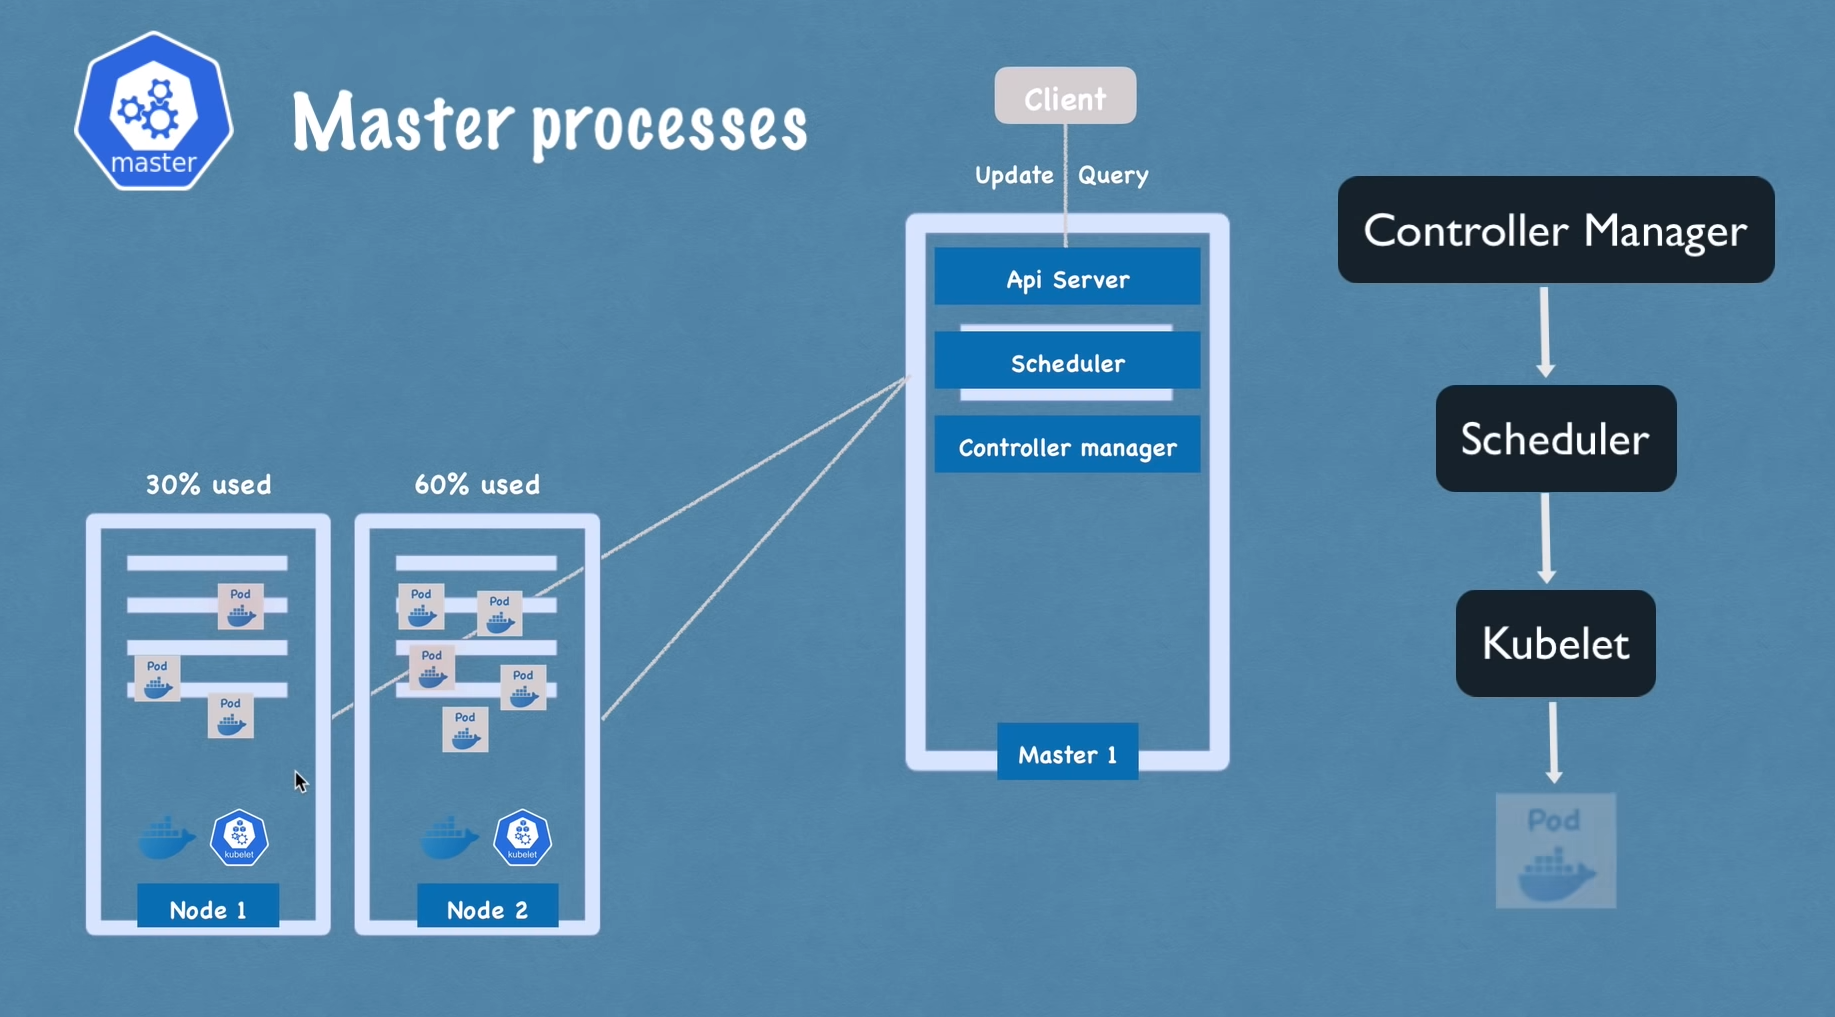 master
Master processes
Client
Update Query
Api Server
Scheduler
Controller manager
Master 1
30% used
60% used
Pod
Pod
Pod
kubelet
Node 1
Pod
Pod
Pod
Pod
Pod
kubelet
Node 2
Controller Manager
Scheduler
Kubelet
Pod